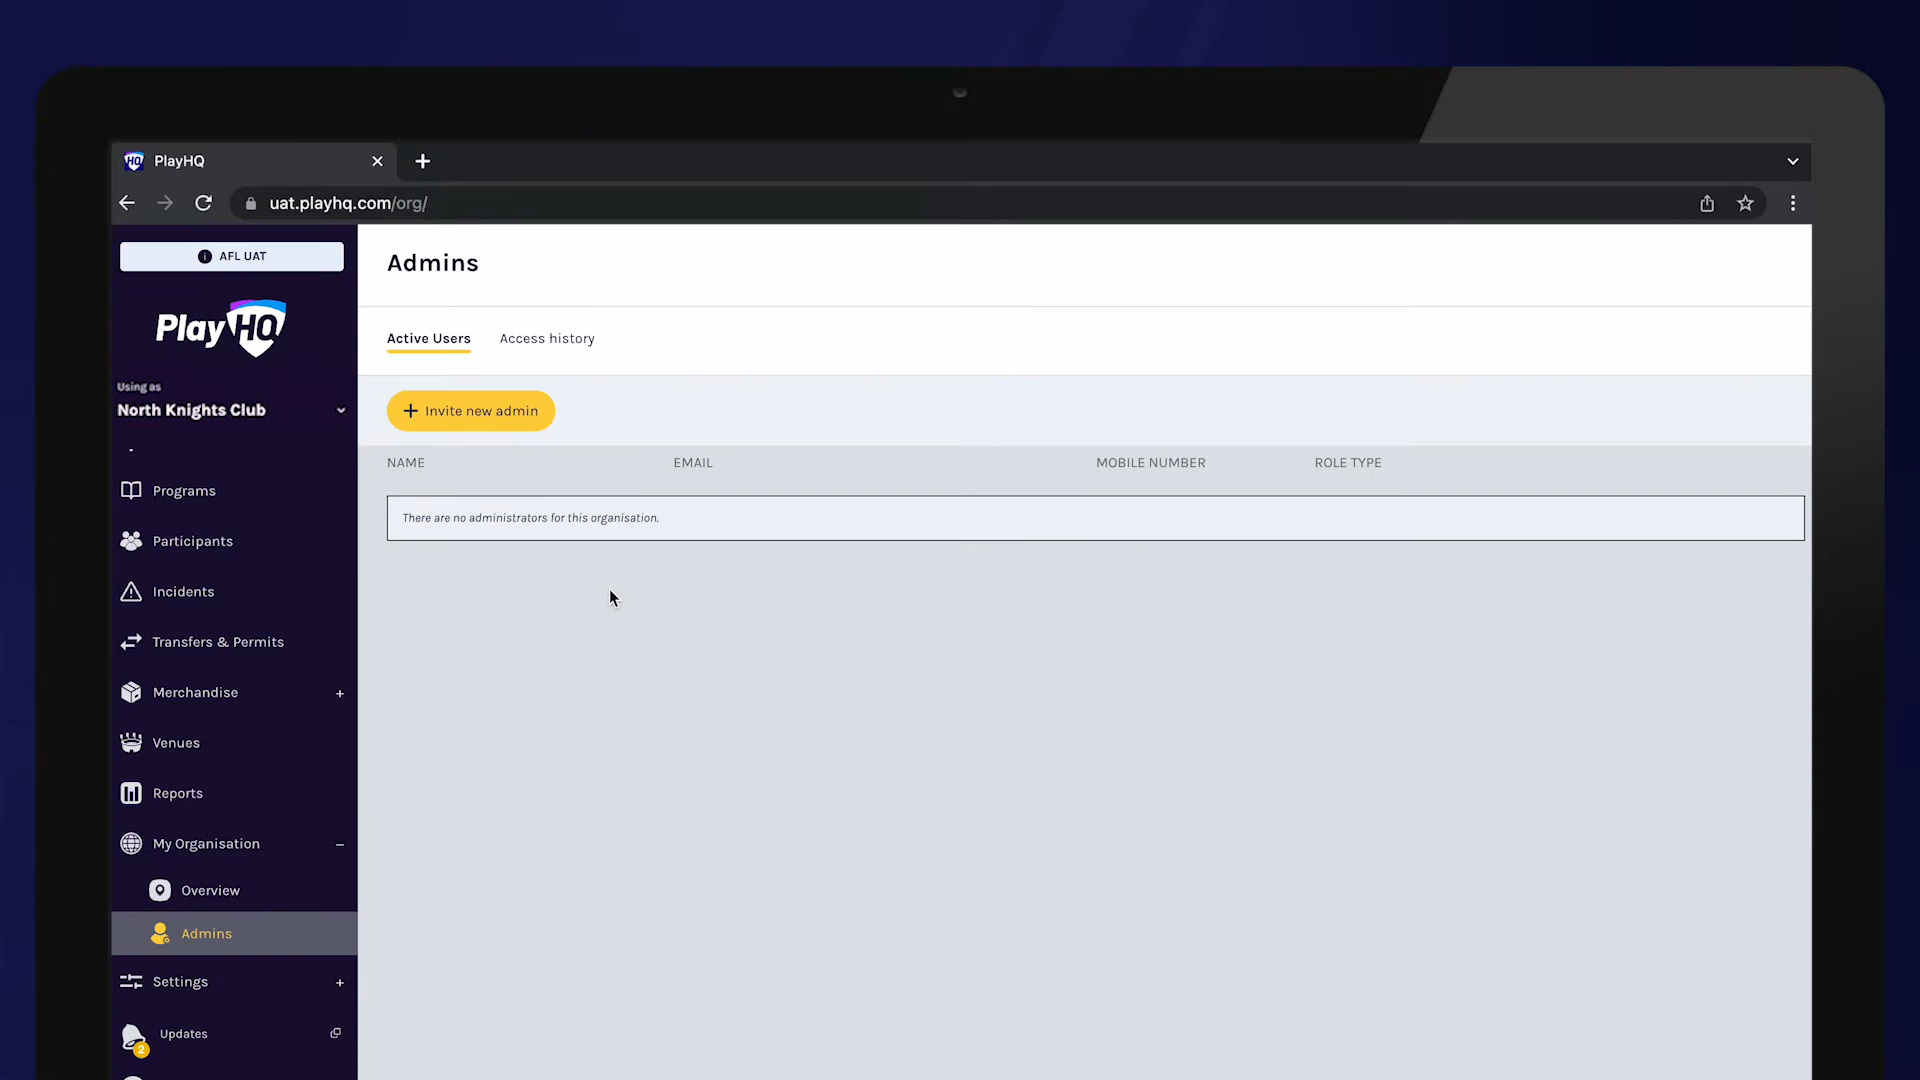 PlayHQ
uat.playhq.com/org/
AFL UAT
PlayHQ
Using as
North Knights Club
Programs
Participants
Incidents
Transfers & Permits
Merchandise
Venues
Reports
My Organisation
Overview
Admins
Settings
Updates
2
Admins
Active Users
Access history
+ Invite new admin
NAME EMAIL MOBILE NUMBER ROLE TYPE
There are no administrators for this organisation.